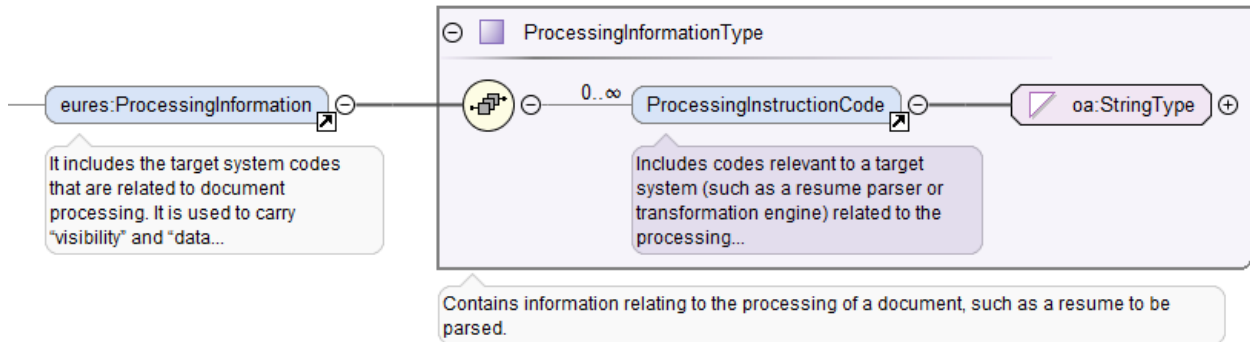 ProcessingInformationType
eures:ProcessingInformation
0..∞
ProcessingInstructionCode
oa:StringType
It includes the target system codes
that are related to document
processing. It is used to carry
“visibility” and “data...
Includes codes relevant to a target
system (such as a resume parser or
transformation engine) related to the
processing...
Contains information relating to the processing of a document, such as a resume to be
parsed.